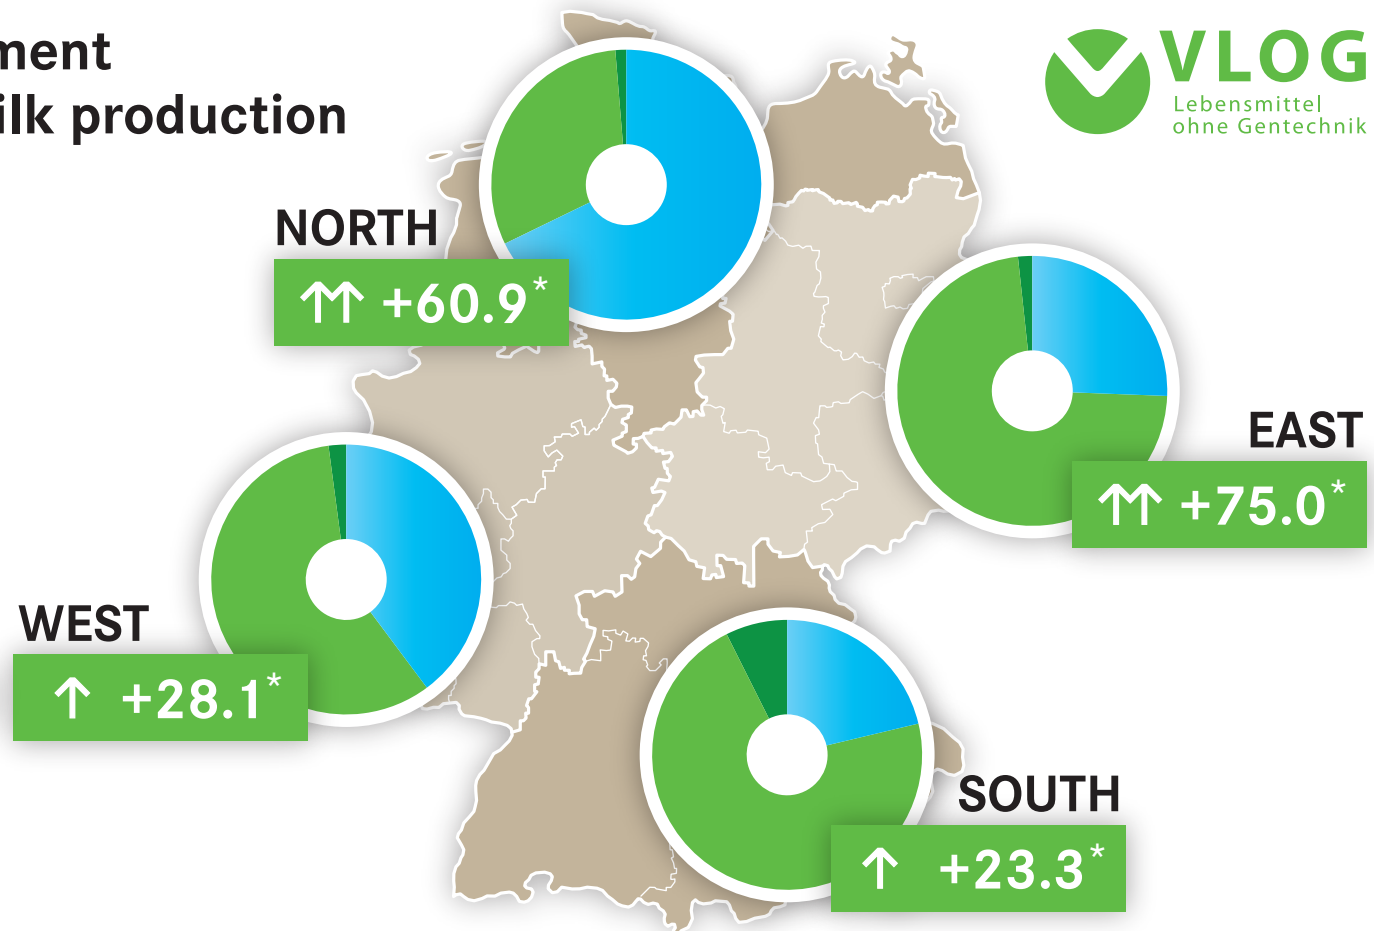 ment
ilk production
VLOG
Lebensmittel
ohne Gentechnik
NORTH
↑↑ +60.9*
EAST
↑↑ +75.0*
WEST
↑ +28.1*
SOUTH
↑ +23.3*